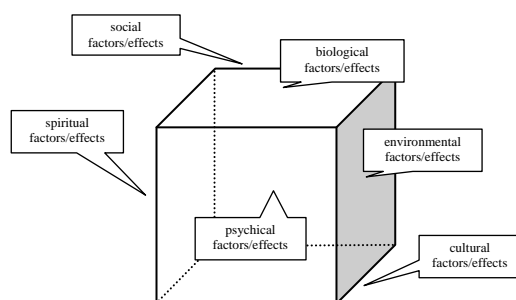 social
factors/effects
biological
factors/effects
spiritual
factors/effects
environmental
factors/effects
psychical
factors/effects
cultural
factors/effects